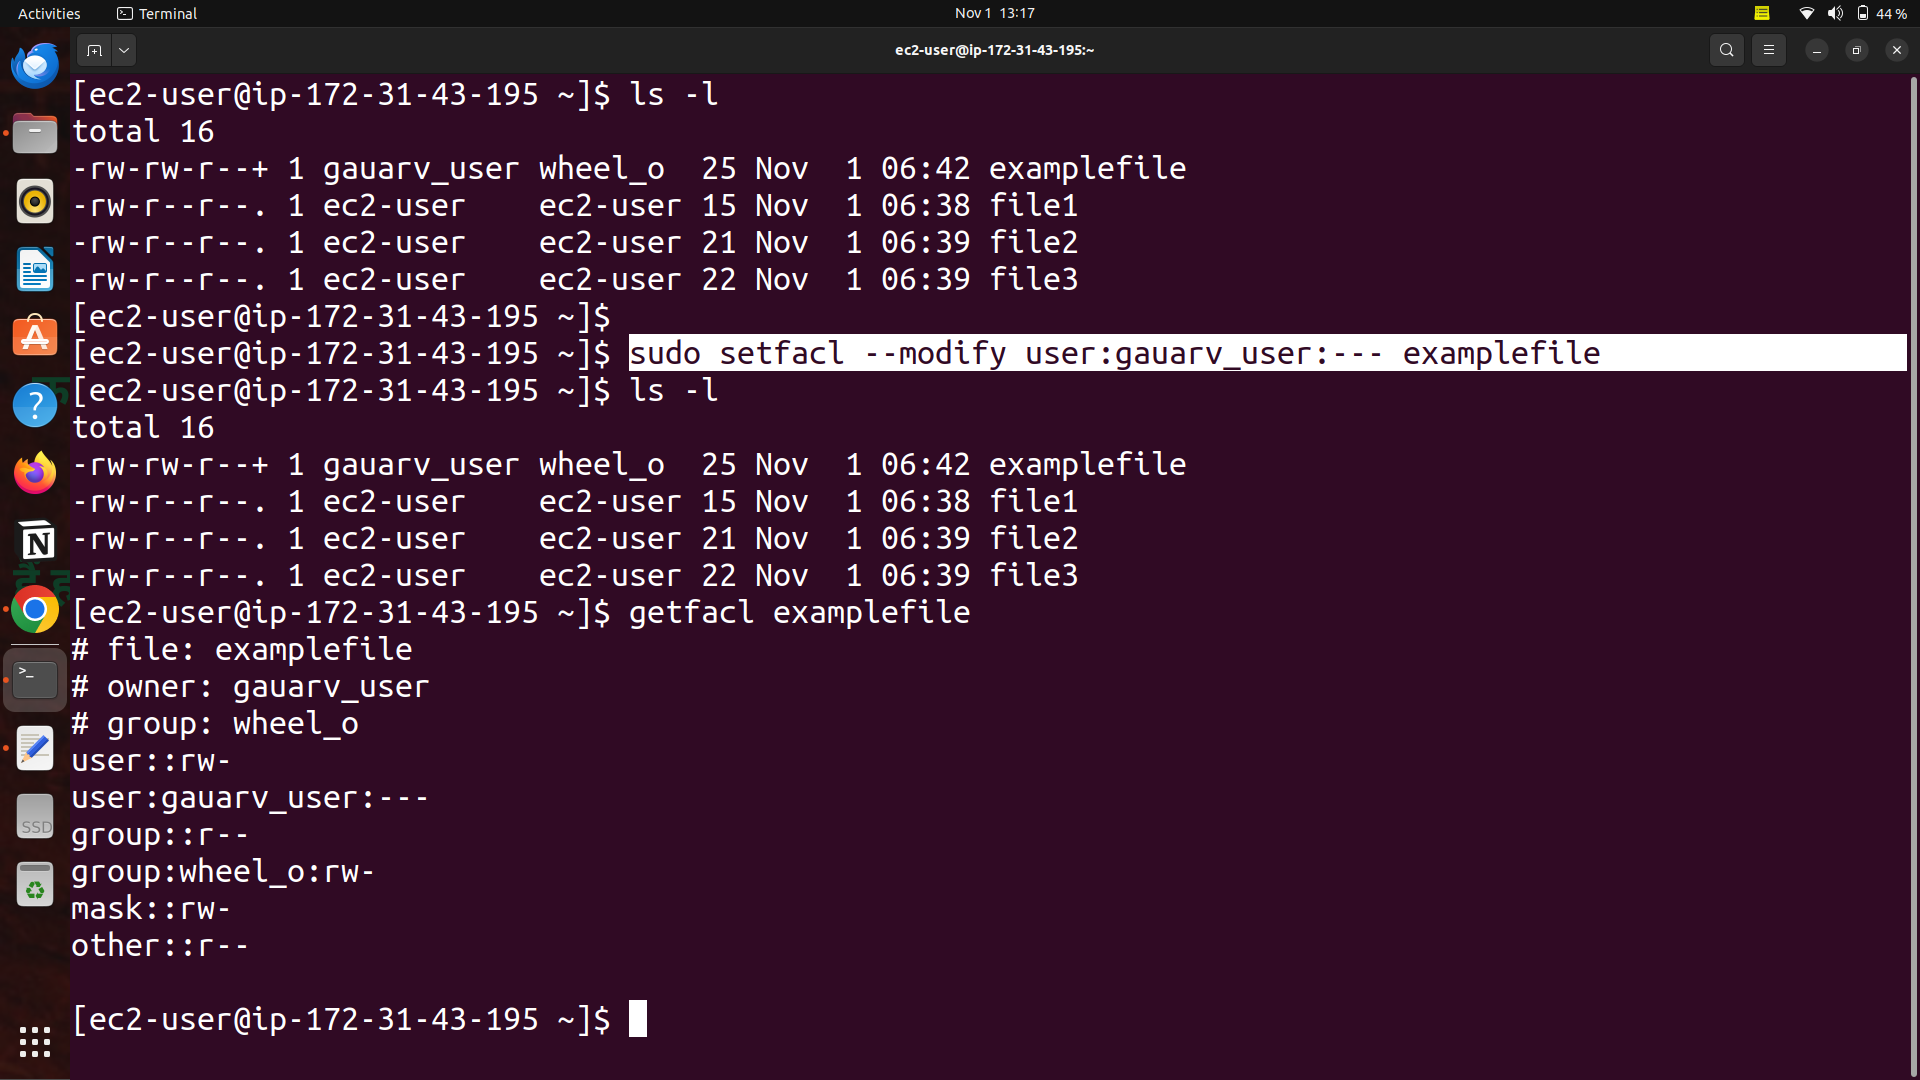 Activities
Terminal
Nov 1 13:17
44 %
ec2-user@ip-172-31-43-195:~
[ec2-user@ip-172-31-43-195 ~]$ ls -l
total 16
-rw-rw-r--+ 1 gauarv_user wheel_o  25 Nov  1 06:42 examplefile
-rw-r--r--. 1 ec2-user    ec2-user 15 Nov  1 06:38 file1
-rw-r--r--. 1 ec2-user    ec2-user 21 Nov  1 06:39 file2
-rw-r--r--. 1 ec2-user    ec2-user 22 Nov  1 06:39 file3
[ec2-user@ip-172-31-43-195 ~]$
[ec2-user@ip-172-31-43-195 ~]$ sudo setfacl --modify user:gauarv_user:--- examplefile
[ec2-user@ip-172-31-43-195 ~]$ ls -l
total 16
-rw-rw-r--+ 1 gauarv_user wheel_o  25 Nov  1 06:42 examplefile
-rw-r--r--. 1 ec2-user    ec2-user 15 Nov  1 06:38 file1
-rw-r--r--. 1 ec2-user    ec2-user 21 Nov  1 06:39 file2
-rw-r--r--. 1 ec2-user    ec2-user 22 Nov  1 06:39 file3
[ec2-user@ip-172-31-43-195 ~]$ getfacl examplefile
# file: examplefile
# owner: gauarv_user
# group: wheel_o
user::rw-
user:gauarv_user:---
group::r--
group:wheel_o:rw-
mask::rw-
other::r--
[ec2-user@ip-172-31-43-195 ~]$
SSD